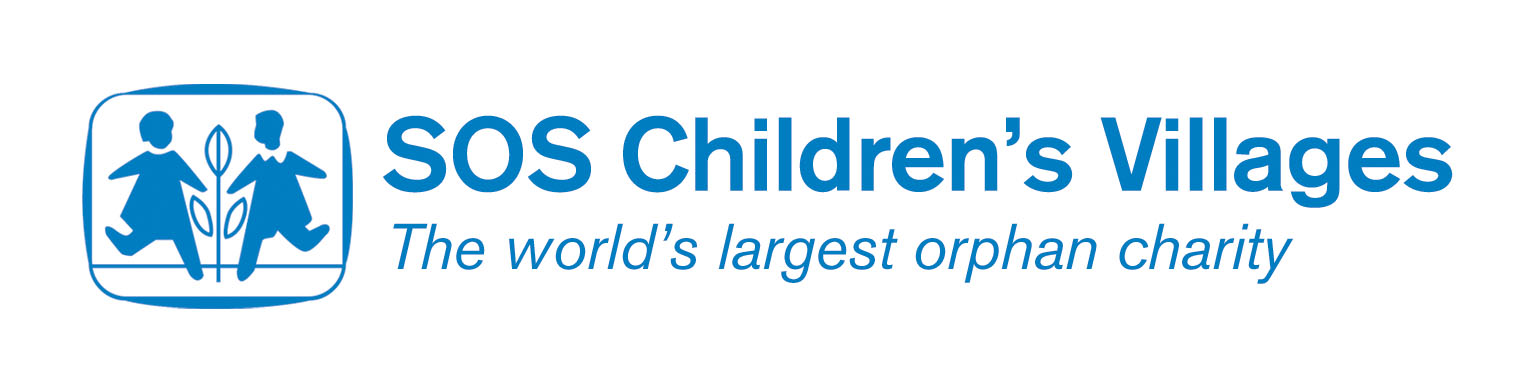 SOS Children’s Villages
The world’s largest orphan charity